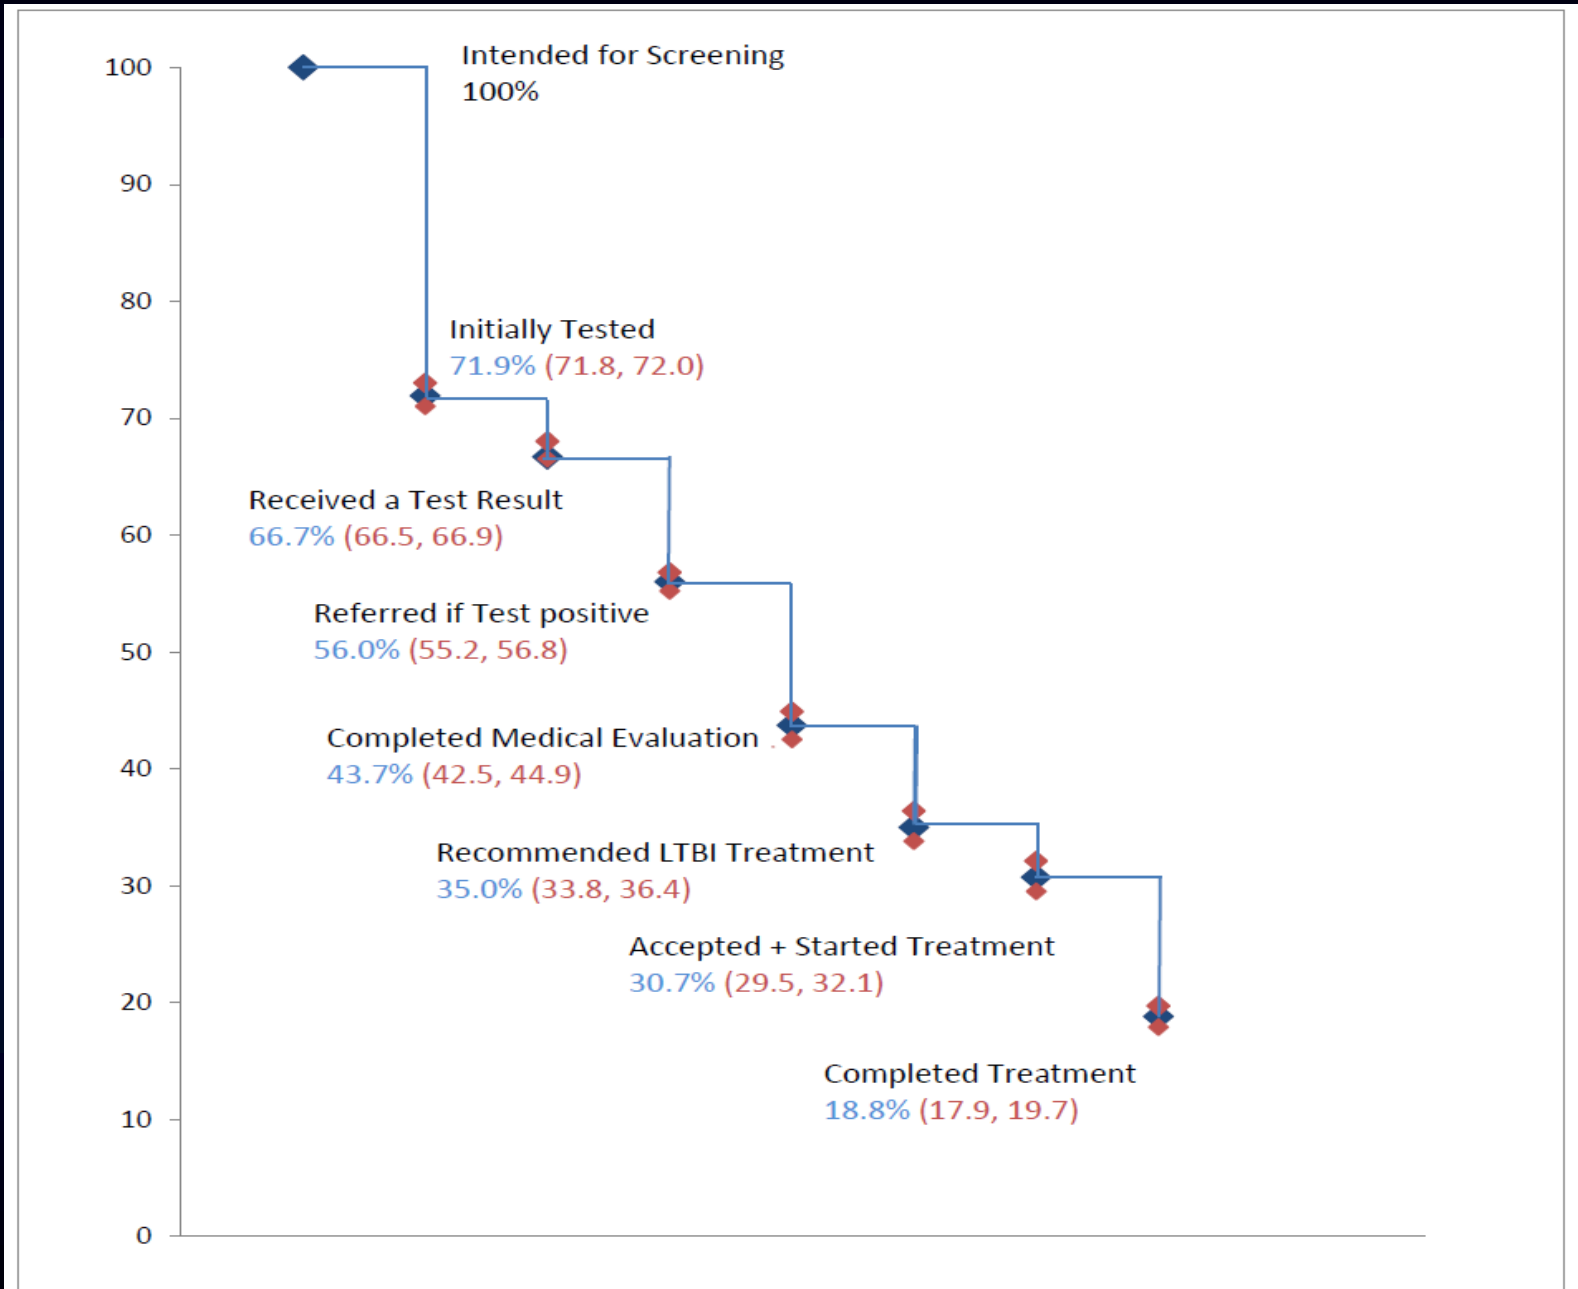 100
90
80
70
60
50
40
30
20
10
0
Intended for Screening
100%
Initially Tested
71.9% (71.8, 72.0)
Received a Test Result
66.7% (66.5, 66.9)
Referred if Test positive
56.0% (55.2, 56.8)
Completed Medical Evaluation
43.7% (42.5, 44.9)
Recommended LTBI Treatment
35.0% (33.8, 36.4)
Accepted + Started Treatment
30.7% (29.5, 32.1)
Completed Treatment
18.8% (17.9, 19.7)